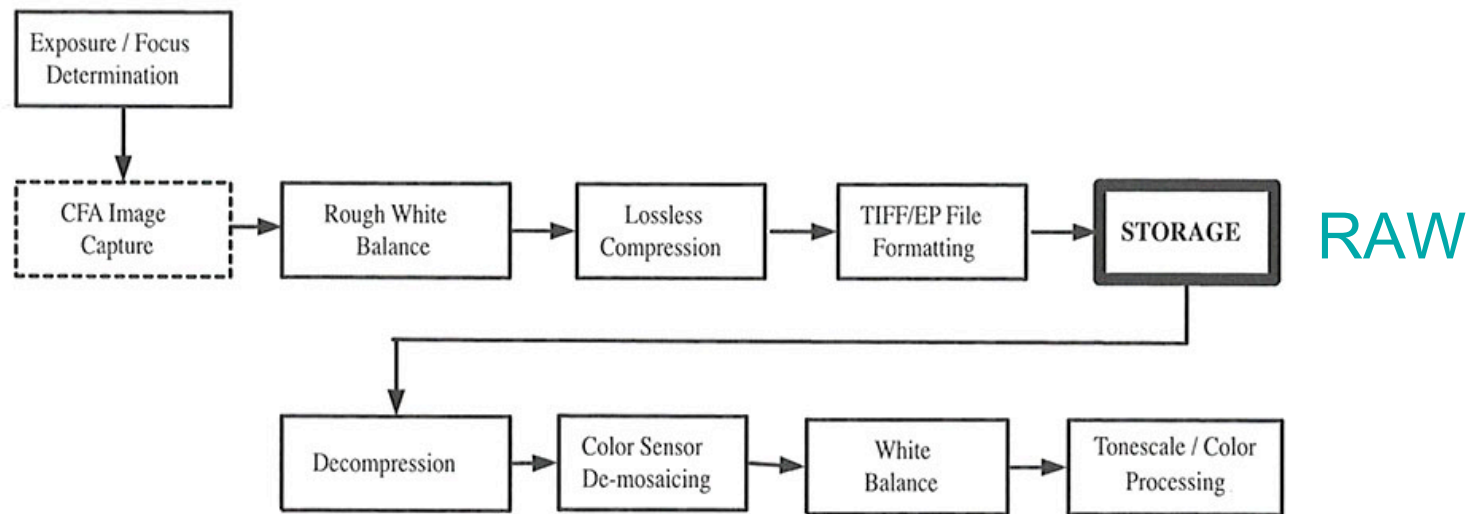 Exposure / Focus
Determination
CFA Image
Capture
Rough White
Balance
Lossless
Compression
TIFF/EP File
Formatting
STORAGE
RAW
Decompression
Color Sensor
De-mosaicing
White
Balance
Tonescale / Color
Processing